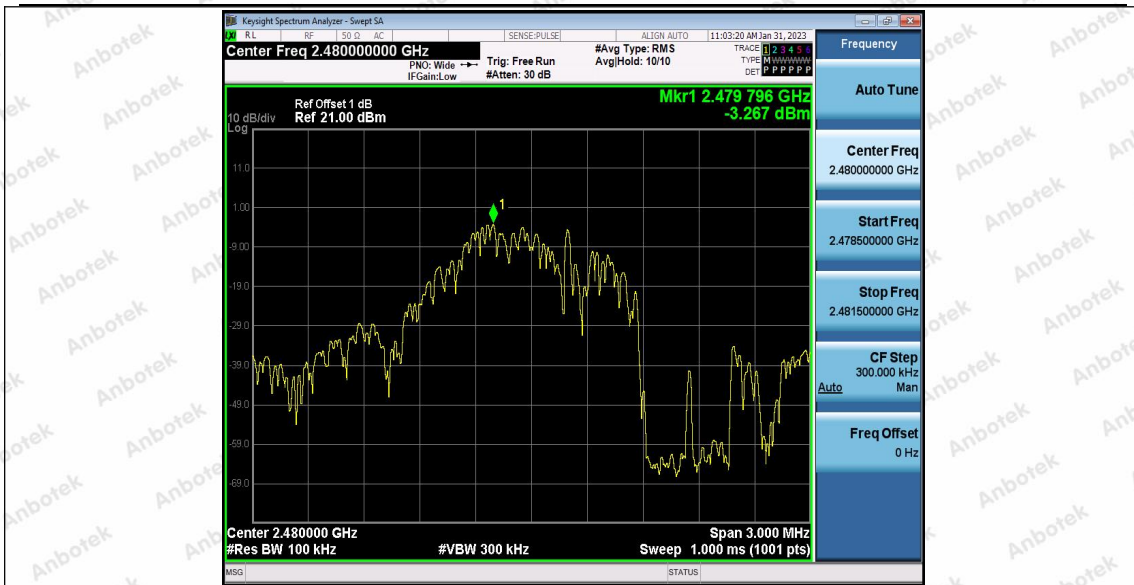 Keysight Spectrum Analyzer - Swept SA
LXI RL RF 50 Ω AC SENSE:PULSE ALIGN AUTO 11:03:20 AM Jan 31, 2023
Center Freq 2.480000000 GHz
PNO: Wide
IFGain:Low
Trig: Free Run
#Atten: 30 dB
#Avg Type: RMS
Avg|Hold: 10/10
TRACE 1 2 3 4 5 6
TYPE M WWWWW
DET P P P P P P
Mkr1 2.479 796 GHz
-3.267 dBm
Ref Offset 1 dB
10 dB/div Ref 21.00 dBm
Log
11.0
1.00
-9.00
-19.0
-29.0
-39.0
-49.0
-59.0
-69.0
1
Center 2.480000 GHz Span 3.000 MHz
#Res BW 100 kHz #VBW 300 kHz Sweep 1.000 ms (1001 pts)
MSG STATUS
Frequency
Auto Tune
Center Freq
2.480000000 GHz
Start Freq
2.478500000 GHz
Stop Freq
2.481500000 GHz
CF Step
300.000 kHz
Auto Man
Freq Offset
0 Hz
Anbotek